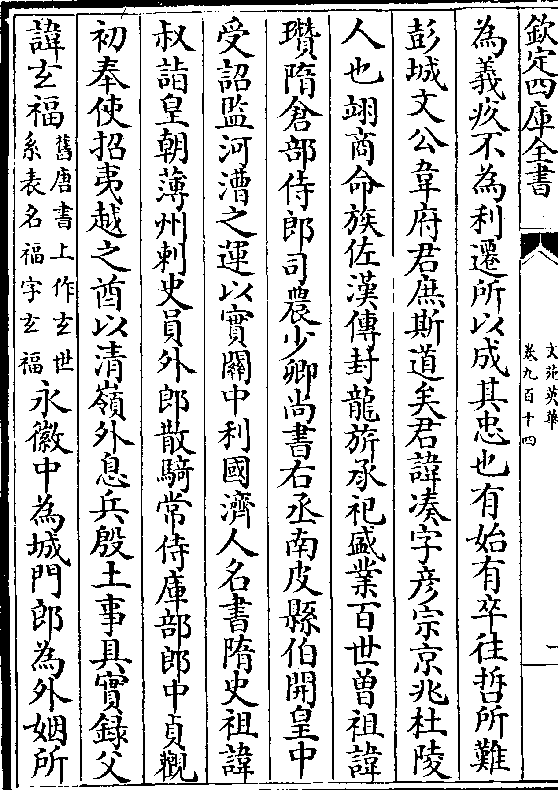 欽定四庫全書
文苑英華
卷九百十四
一
為義疚不為利遷所以成其忠也有始有卒往哲所難
彭城文公韋府君庶斯道矣君諱湊字彦宗京兆杜陵
人也翊商命族佐漢傳封龍旂承祀盛業百世曽祖諱
瓚隋倉部侍郎司農少卿尚書右丞南皮縣伯開皇中
受詔監河漕之運以實關中利國濟人名書隋史祖諱
叔諧皇朝薄州刺史員外郎散騎常侍庫部郎中貞觀
初奉使招夷越之酋以清嶺外息兵殷土事具實録父
諱玄福舊唐書上作玄世系表名福字玄福永徽中為城門郎為外姻所